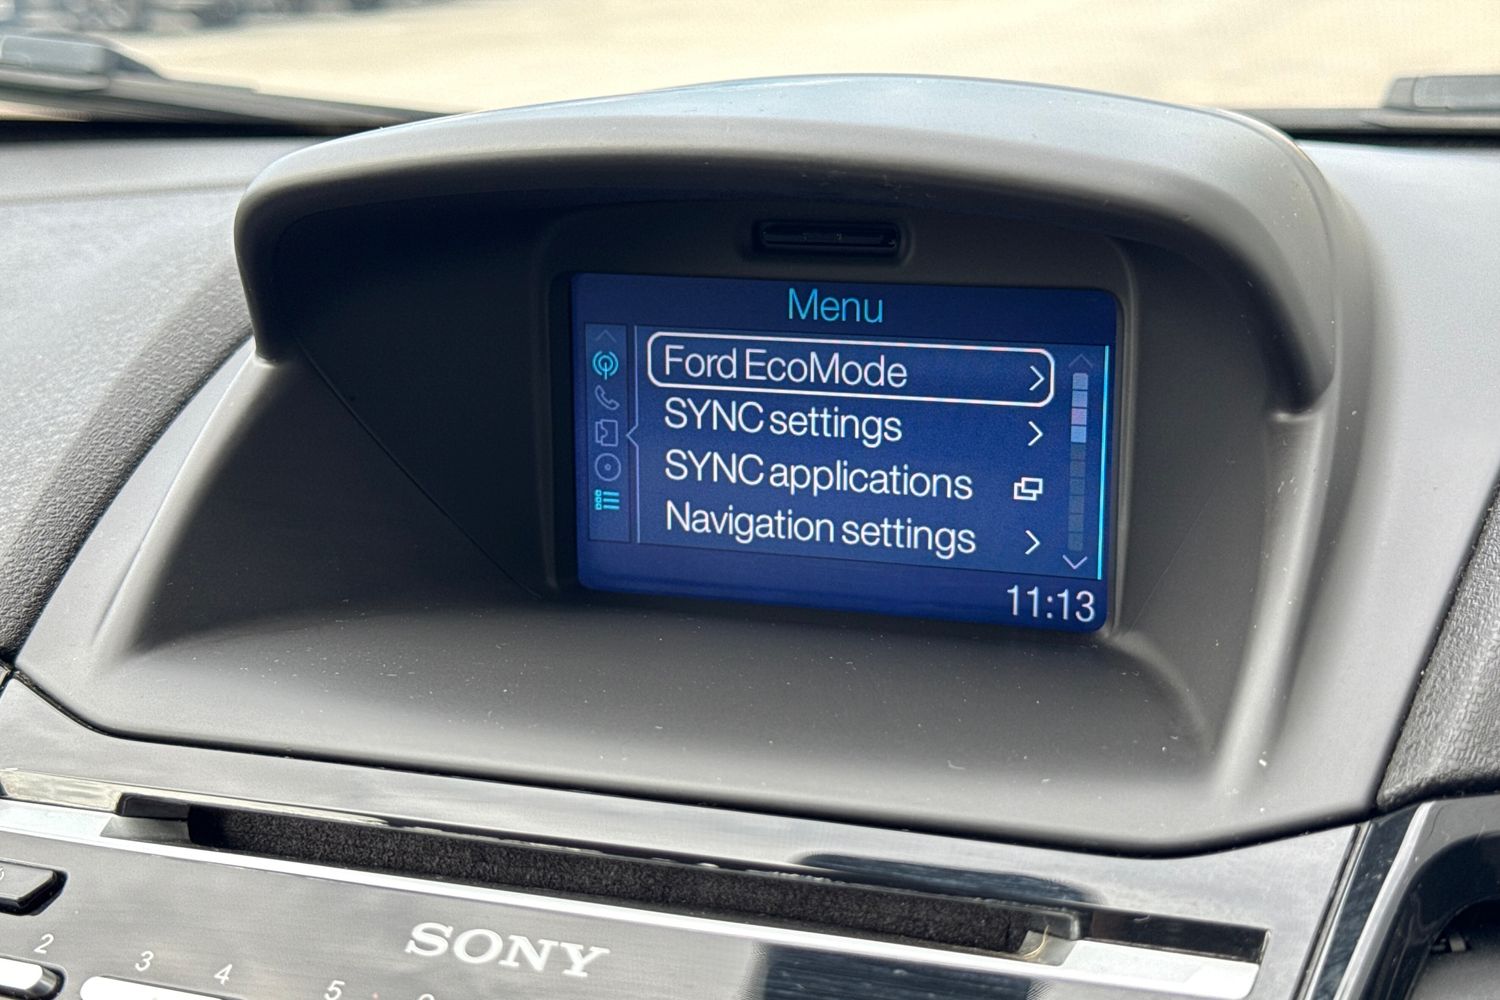 Menu
Ford EcoMode
SYNC settings
SYNC applications
Navigation settings
11:13
SONY
2
3
4
5